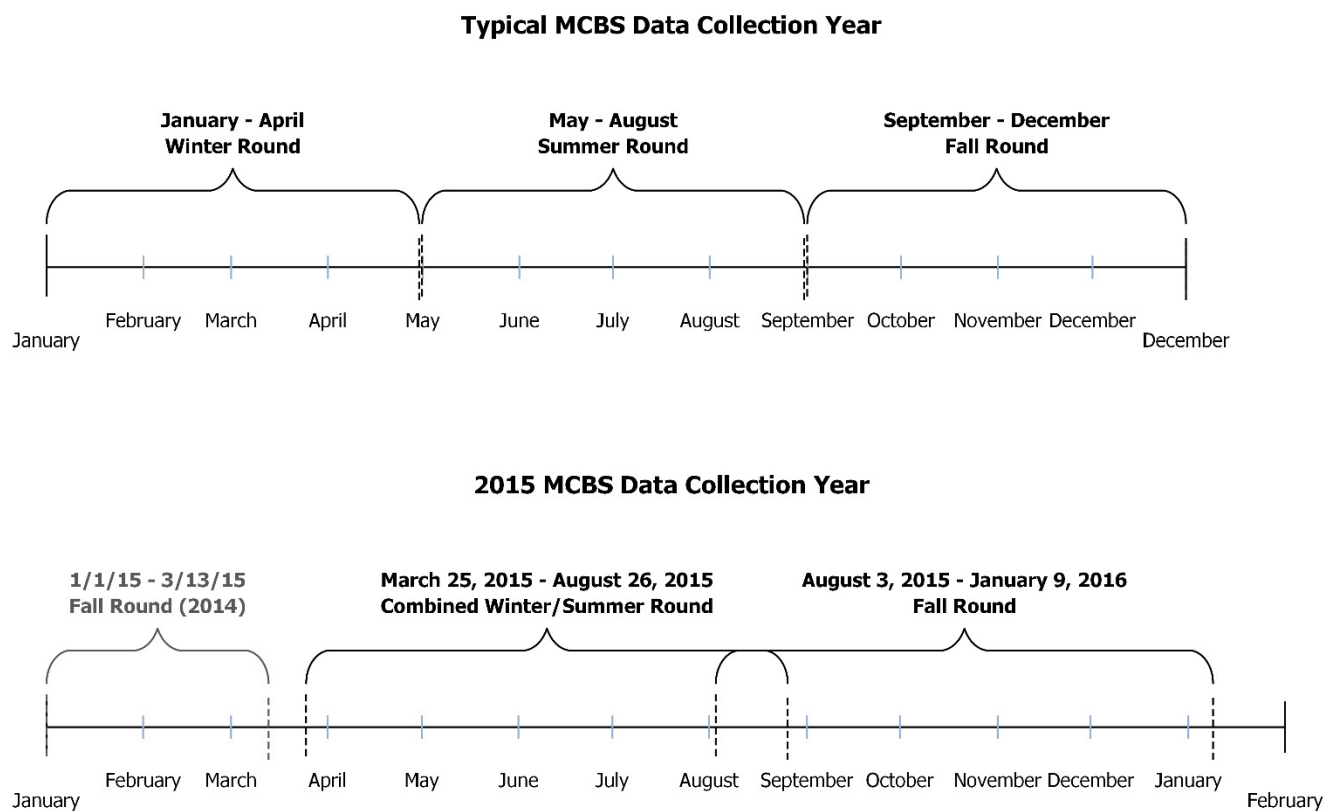 Typical MCBS Data Collection Year
January - April
Winter Round
May - August
Summer Round
September - December
Fall Round
January
February
March
April
May
June
July
August
September
October
November
December
December
2015 MCBS Data Collection Year
1/1/15 - 3/13/15
Fall Round (2014)
March 25, 2015 - August 26, 2015
Combined Winter/Summer Round
August 3, 2015 - January 9, 2016
Fall Round
January
February
March
April
May
June
July
August
September
October
November
December
January
February